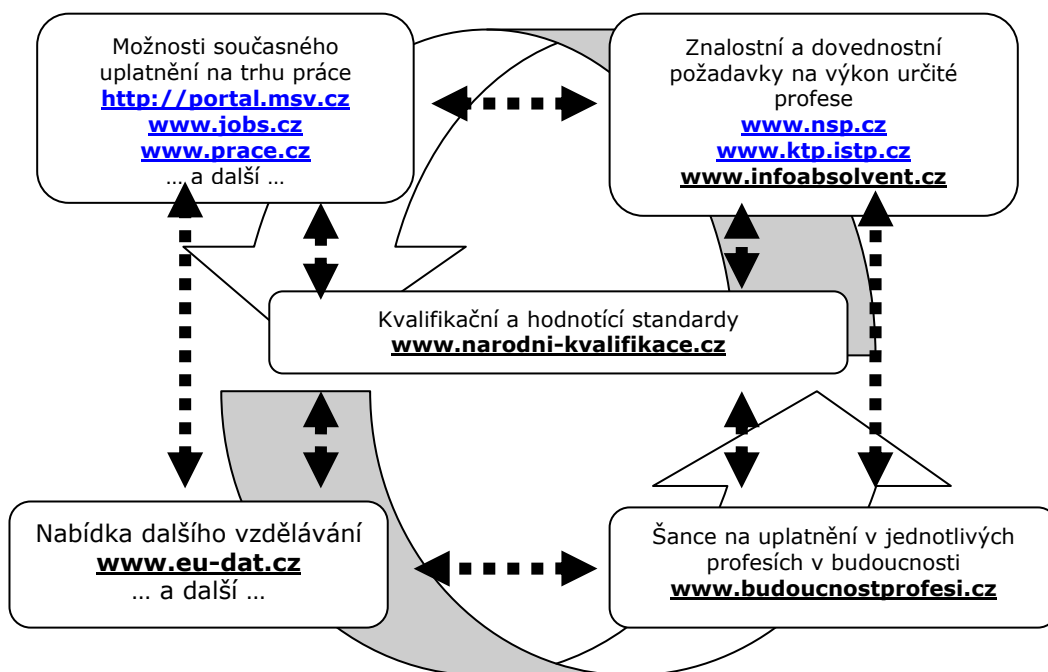 Možnosti současného
uplatnění na trhu práce
http://portal.msv.cz
www.jobs.cz
www.prace.cz
… a další …
Znalostní a dovednostní
požadavky na výkon určité
profese
www.nsp.cz
www.ktp.istp.cz
www.infoabsolvent.cz
Kvalifikační a hodnotící standardy
www.narodni-kvalifikace.cz
Nabídka dalšího vzdělávání
www.eu-dat.cz
… a další …
Šance na uplatnění v jednotlivých
profesích v budoucnosti
www.budoucnostprofesi.cz